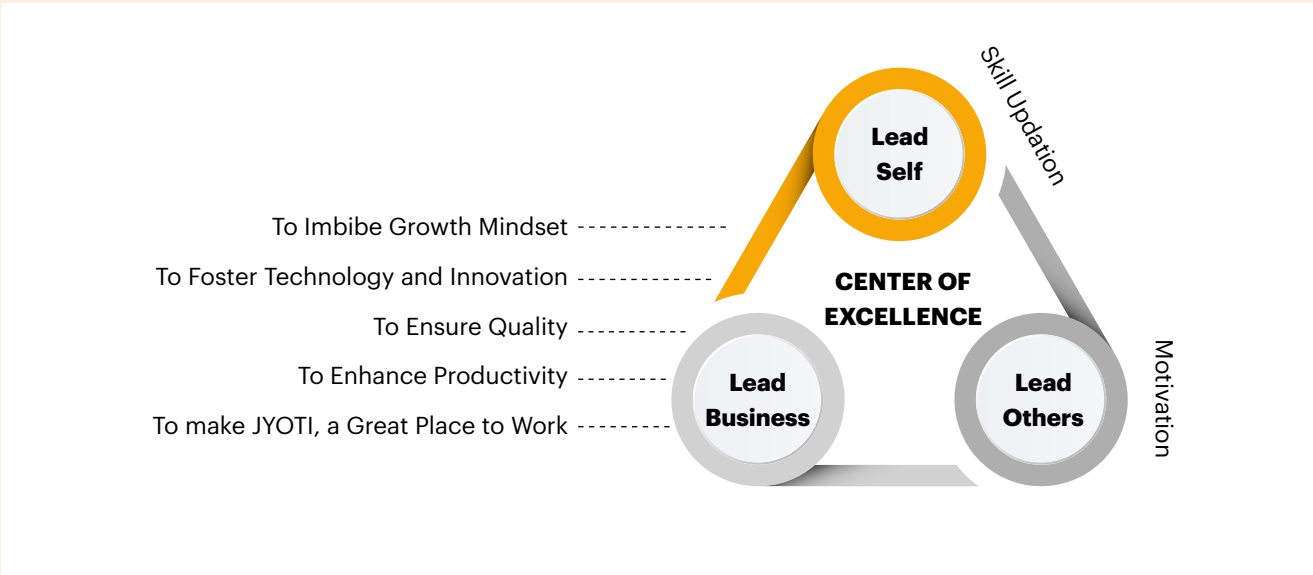 Skill Updation
Lead
Self
To Imbibe Growth Mindset
To Foster Technology and Innovation
To Ensure Quality
To Enhance Productivity
To make JYOTI, a Great Place to Work
CENTER OF
EXCELLENCE
Lead
Business
Lead
Others
Motivation